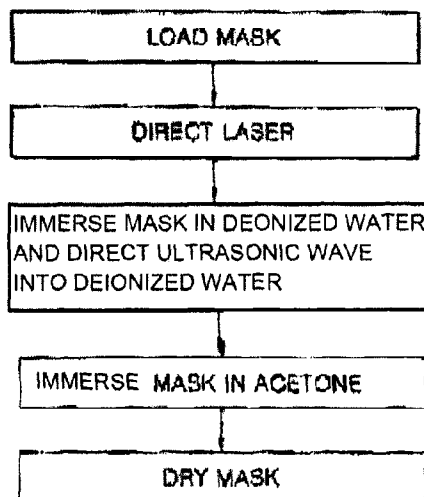 LOAD MASK
DIRECT LASER
IMMERSE MASK IN DEONIZED WATER
AND DIRECT ULTRASONIC WAVE
INTO DEIONIZED WATER
IMMERSE MASK IN ACETONE
DRY MASK